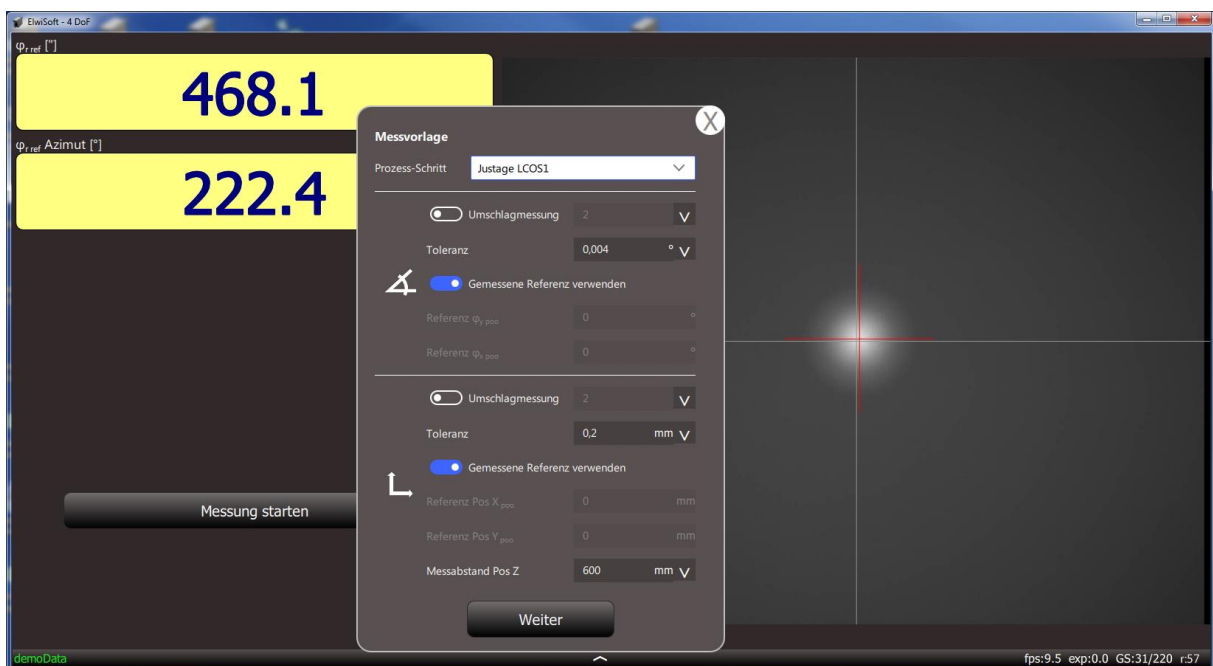 ElwiSoft - 4 DoF
φr ref ["]
468.1
φr ref Azimut [°]
222.4
Messung starten
X
Messvorlage
Prozess-Schritt Justage LCOS1
Umschlagmessung 2
Toleranz 0,004 °
Gemessene Referenz verwenden
Referenz φy poo 0 °
Referenz φx poo 0 °
Umschlagmessung 2
Toleranz 0,2 mm
Gemessene Referenz verwenden
Referenz Pos X poo 0 mm
Referenz Pos Y poo 0 mm
Messabstand Pos Z 600 mm
Weiter
demoData
fps:9.5 exp:0.0 GS:31/220 r:57